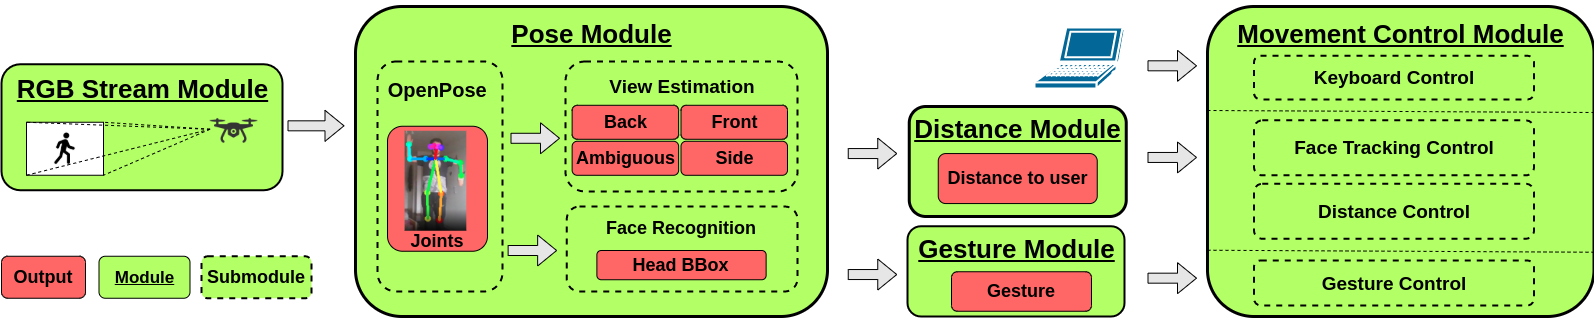 RGB Stream Module
Output
Module
Submodule
Pose Module
OpenPose
Joints
View Estimation
Back
Front
Ambiguous
Side
Face Recognition
Head BBox
Distance Module
Distance to user
Gesture Module
Gesture
Movement Control Module
Keyboard Control
Face Tracking Control
Distance Control
Gesture Control